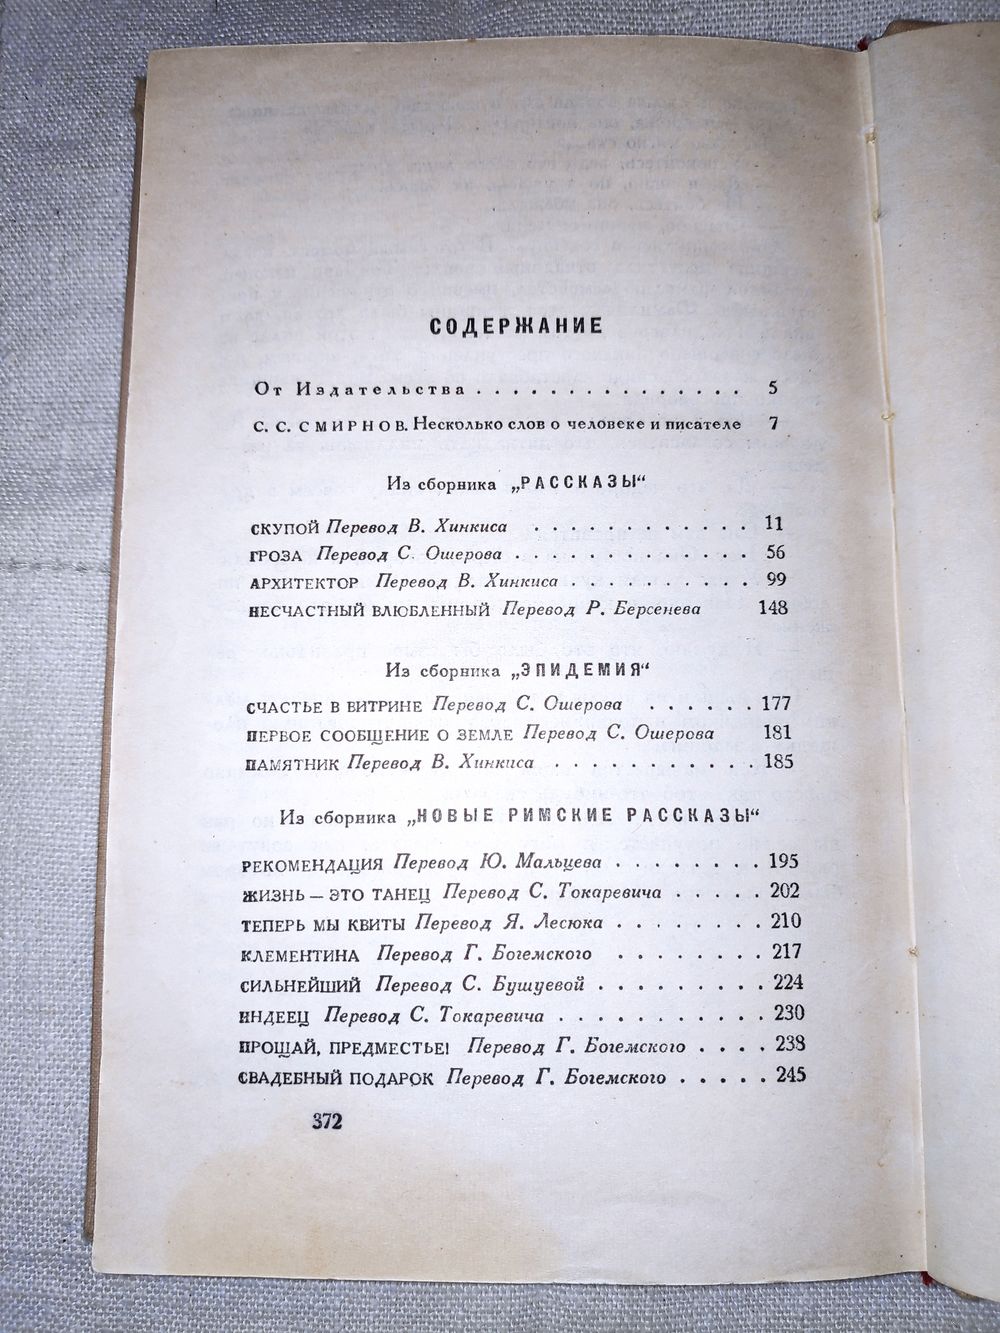 СОДЕРЖАНИЕ
От Издательства . . . . . . . . . . . . . . . 5
С. С. СМИРНОВ. Несколько слов о человеке и писателе 7
Из сборника „РАССКАЗЫ“
СКУПОЙ Перевод В. Хинкиса . . . . . . . . . . . . 11
ГРОЗА Перевод С. Ошерова . . . . . . . . . . . . . 56
АРХИТЕКТОР Перевод В. Хинкиса . . . . . . . . . . 99
НЕСЧАСТНЫЙ ВЛЮБЛЕННЫЙ Перевод Р. Берсенева 148
Из сборника „ЭПИДЕМИЯ“
СЧАСТЬЕ В ВИТРИНЕ Перевод С. Ошерова . . . . . . 177
ПЕРВОЕ СООБЩЕНИЕ О ЗЕМЛЕ Перевод С. Ошерова 181
ПАМЯТНИК Перевод В. Хинкиса . . . . . . . . . . . 185
Из сборника „НОВЫЕ РИМСКИЕ РАССКАЗЫ“
РЕКОМЕНДАЦИЯ Перевод Ю. Мальцева . . . . . . . . 195
ЖИЗНЬ — ЭТО ТАНЕЦ Перевод С. Токаревича . . . . . 202
ТЕПЕРЬ МЫ КВИТЫ Перевод Я. Лесюка . . . . . . . . 210
КЛЕМЕНТИНА Перевод Г. Богемского . . . . . . . . 217
СИЛЬНЕЙШИЙ Перевод С. Бушуевой . . . . . . . . . 224
ИНДЕЕЦ Перевод С. Токаревича . . . . . . . . . . . 230
ПРОЩАЙ, ПРЕДМЕСТЬЕ! Перевод Г. Богемского . . . . 238
СВАДЕБНЫЙ ПОДАРОК Перевод Г. Богемского . . . . . 245
372